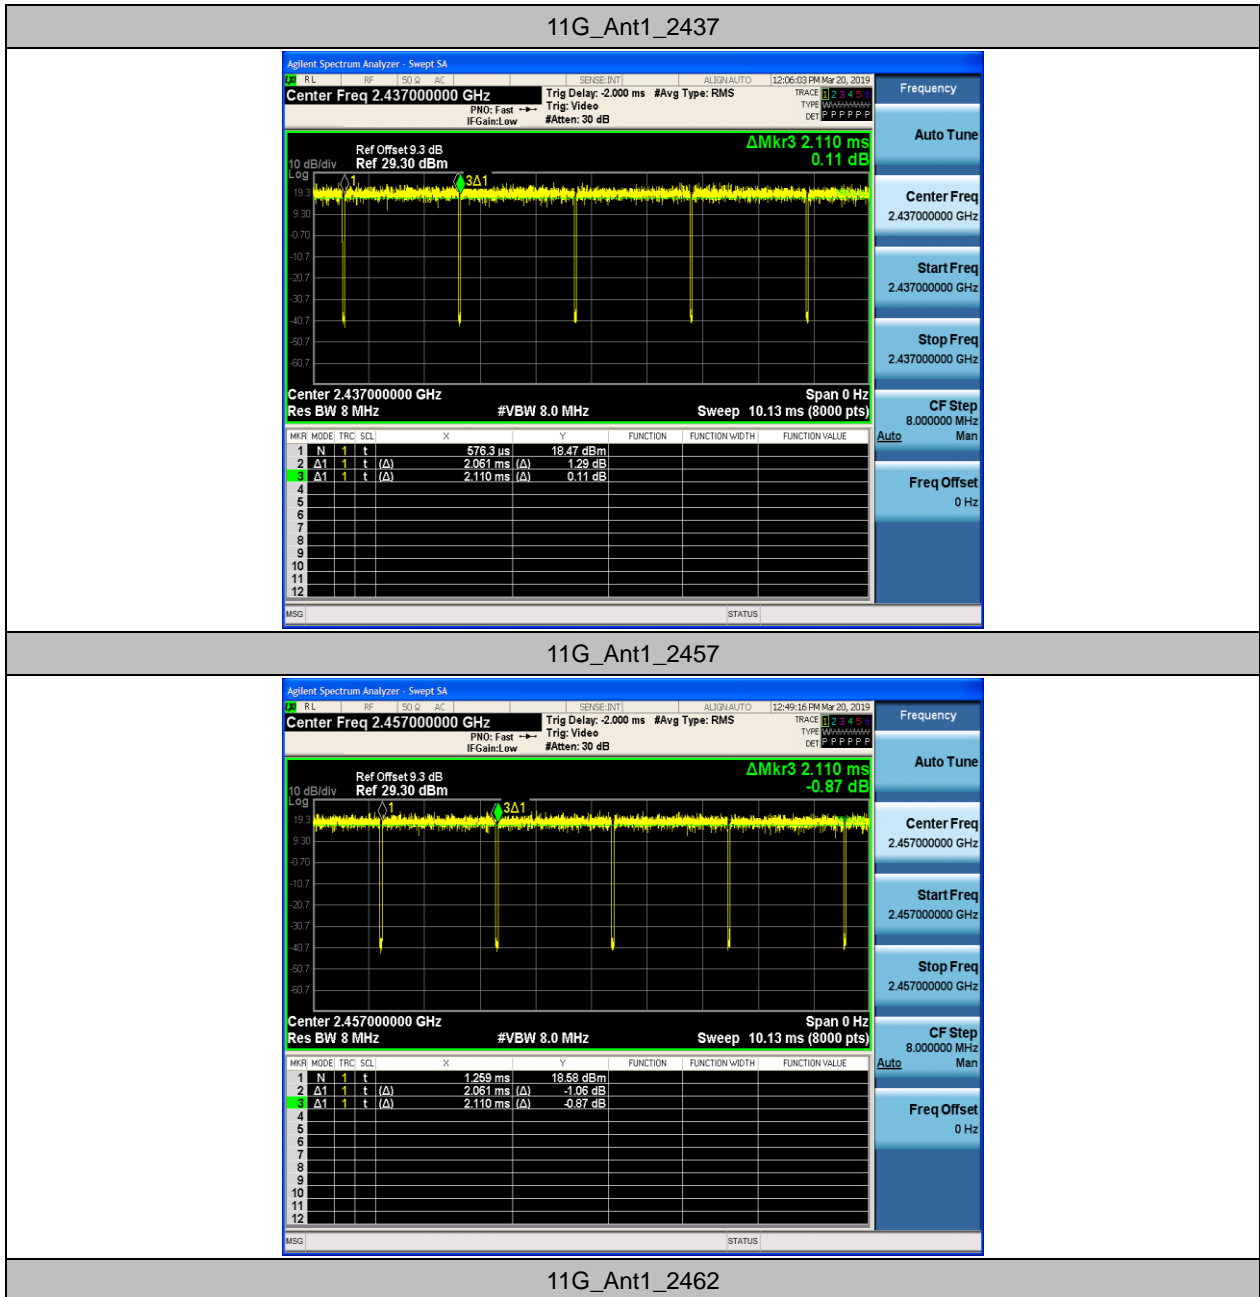 11G_Ant1_2437
Agilent Spectrum Analyzer - Swept SA
RL RF 50 Ω AC SENSE:INT ALIGNAUTO 12:06:03 PM Mar 20, 2019
Center Freq 2.437000000 GHz
PNO: Fast
IFGain:Low
Trig Delay: -2.000 ms #Avg Type: RMS
Trig: Video
#Atten: 30 dB
TRACE 1 2 3 4 5 6
TYPE
DET P P P P P P
Frequency
Auto Tune
Center Freq
2.437000000 GHz
Start Freq
2.437000000 GHz
Stop Freq
2.437000000 GHz
CF Step
8.000000 MHz
Auto Man
Freq Offset
0 Hz
ΔMkr3 2.110 ms
0.11 dB
Ref Offset 9.3 dB
10 dB/div Ref 29.30 dBm
Log
1 3Δ1
19.3
9.30
-0.70
-10.7
-20.7
-30.7
-40.7
-50.7
-60.7
Center 2.437000000 GHz Span 0 Hz
Res BW 8 MHz #VBW 8.0 MHz Sweep 10.13 ms (8000 pts)
MKR MODE TRC SCL X Y FUNCTION FUNCTION WIDTH FUNCTION VALUE
1 N 1 t 576.3 µs 18.47 dBm
2 Δ1 1 t (Δ) 2.061 ms (Δ) 1.29 dB
3 Δ1 1 t (Δ) 2.110 ms (Δ) 0.11 dB
4
5
6
7
8
9
10
11
12
MSG STATUS
11G_Ant1_2457
Agilent Spectrum Analyzer - Swept SA
RL RF 50 Ω AC SENSE:INT ALIGNAUTO 12:49:16 PM Mar 20, 2019
Center Freq 2.457000000 GHz
PNO: Fast
IFGain:Low
Trig Delay: -2.000 ms #Avg Type: RMS
Trig: Video
#Atten: 30 dB
TRACE 1 2 3 4 5 6
TYPE
DET P P P P P P
Frequency
Auto Tune
Center Freq
2.457000000 GHz
Start Freq
2.457000000 GHz
Stop Freq
2.457000000 GHz
CF Step
8.000000 MHz
Auto Man
Freq Offset
0 Hz
ΔMkr3 2.110 ms
-0.87 dB
Ref Offset 9.3 dB
10 dB/div Ref 29.30 dBm
Log
1 3Δ1
19.3
9.30
-0.70
-10.7
-20.7
-30.7
-40.7
-50.7
-60.7
Center 2.457000000 GHz Span 0 Hz
Res BW 8 MHz #VBW 8.0 MHz Sweep 10.13 ms (8000 pts)
MKR MODE TRC SCL X Y FUNCTION FUNCTION WIDTH FUNCTION VALUE
1 N 1 t 1.259 ms 18.58 dBm
2 Δ1 1 t (Δ) 2.061 ms (Δ) -1.06 dB
3 Δ1 1 t (Δ) 2.110 ms (Δ) -0.87 dB
4
5
6
7
8
9
10
11
12
MSG STATUS
11G_Ant1_2462